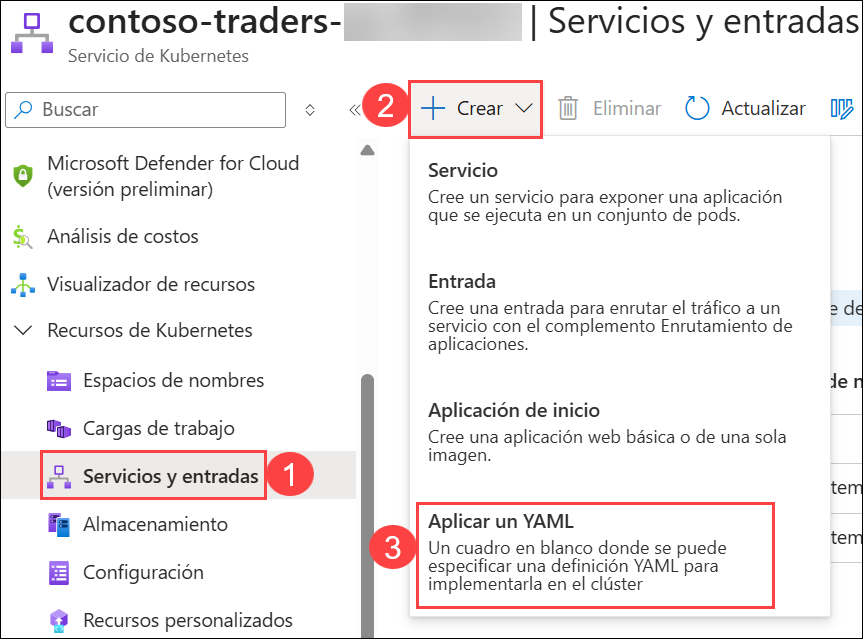 contoso-traders- | Servicios y entradas
Servicio de Kubernetes
Buscar
2
Crear
Eliminar
Actualizar
Microsoft Defender for Cloud
(versión preliminar)
Análisis de costos
Visualizador de recursos
Recursos de Kubernetes
Espacios de nombres
Cargas de trabajo
Servicios y entradas
1
Almacenamiento
Configuración
Recursos personalizados
Servicio
Cree un servicio para exponer una aplicación
que se ejecuta en un conjunto de pods.
Entrada
Cree una entrada para enrutar el tráfico a un
servicio con el complemento Enrutamiento de
aplicaciones.
Aplicación de inicio
Cree una aplicación web básica o de una sola
imagen.
3
Aplicar un YAML
Un cuadro en blanco donde se puede
especificar una definición YAML para
implementarla en el clúster